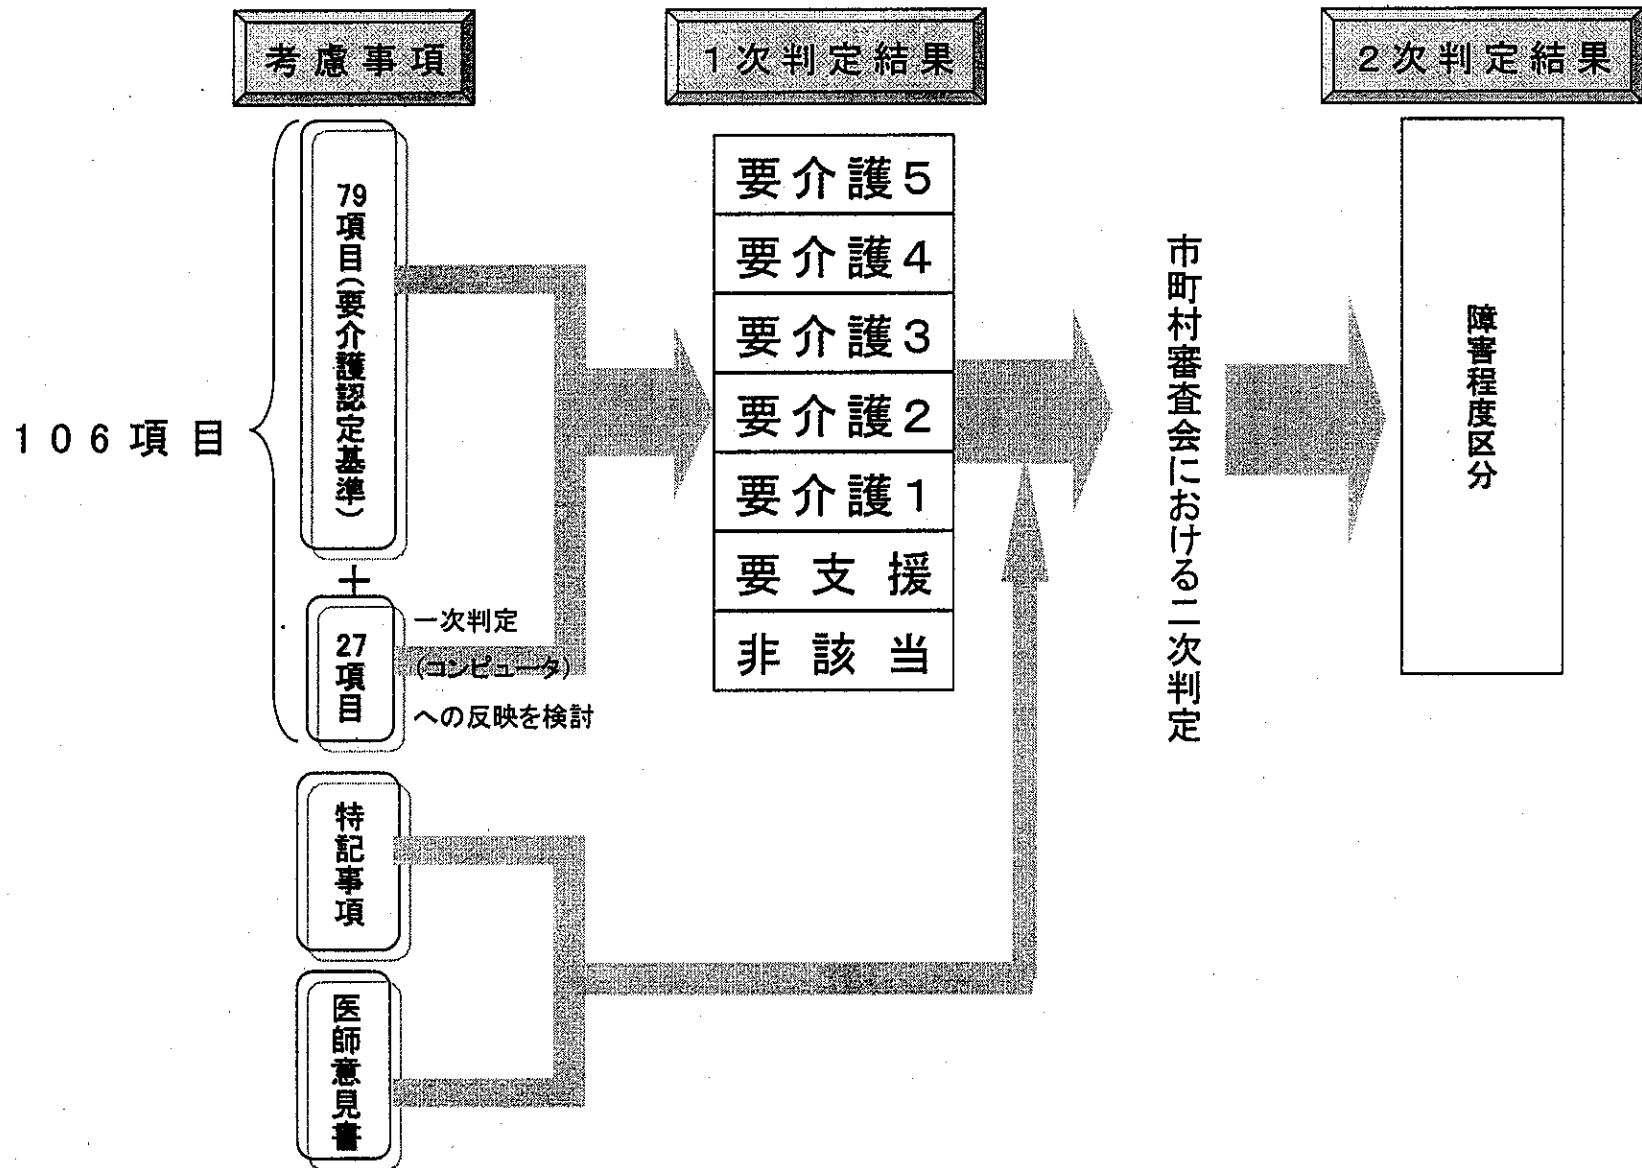 考慮事項
1次判定結果
2次判定結果
106項目
79項目(要介護認定基準)
+
27項目
一次判定
(コンピュータ)
への反映を検討
特記事項
医師意見書
要介護5
要介護4
要介護3
要介護2
要介護1
要支援
非該当
市町村審査会における二次判定
障害程度区分